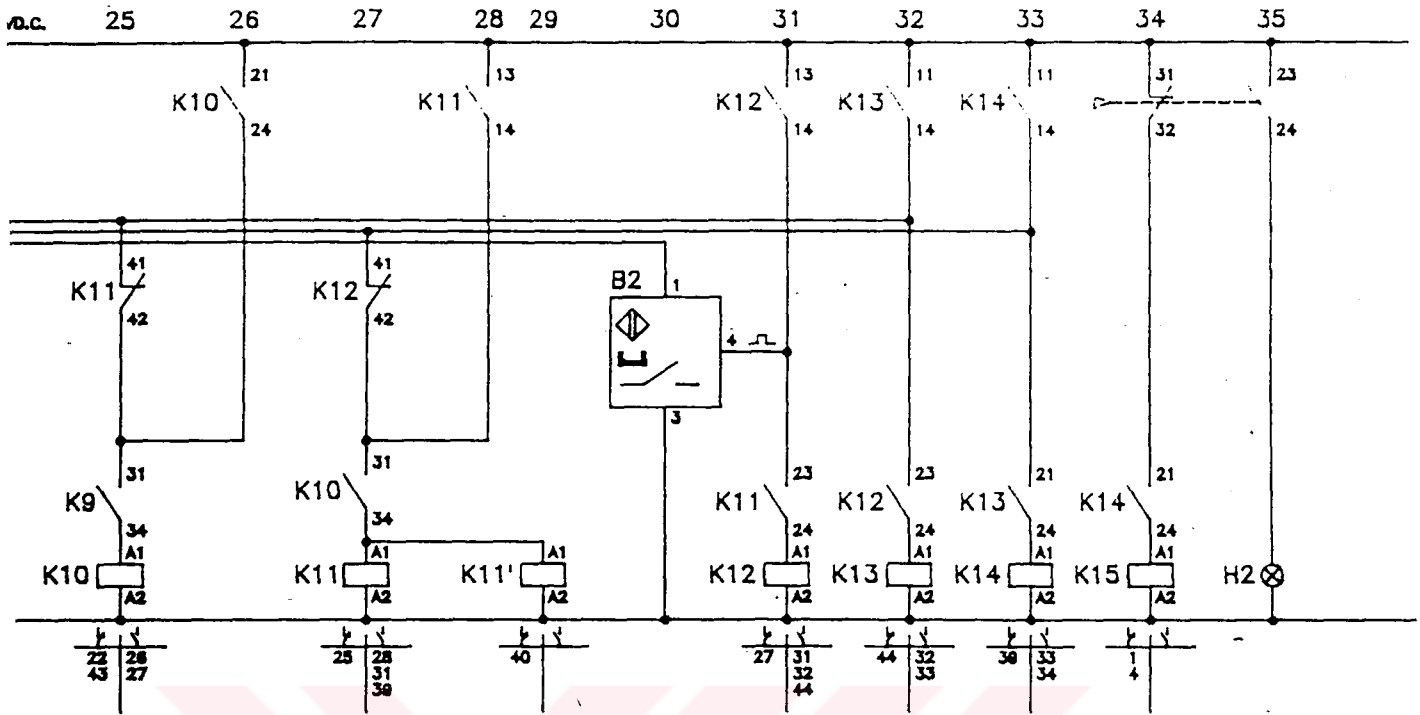 V.D.C. 25 26 27 28 29 30 31 32 33 34 35
21 13 13 11 11 31 23
K10 K11 K12 K13 K14
24 14 14 14 14 32 24
41 41
K11 K12 B2 1
42 42
4
3
31 31 23 23 21 21
K9 K10 K11 K12 K13 K14
34 34 24 24 24 24
A1 A1 A1 A1 A1 A1 A1
K10 K11 K11' K12 K13 K14 K15 H2
A2 A2 A2 A2 A2 A2 A2
22 26 25 28 40 27 31 44 32 39 33 1
43 27 31 32 33 34 4
39 44